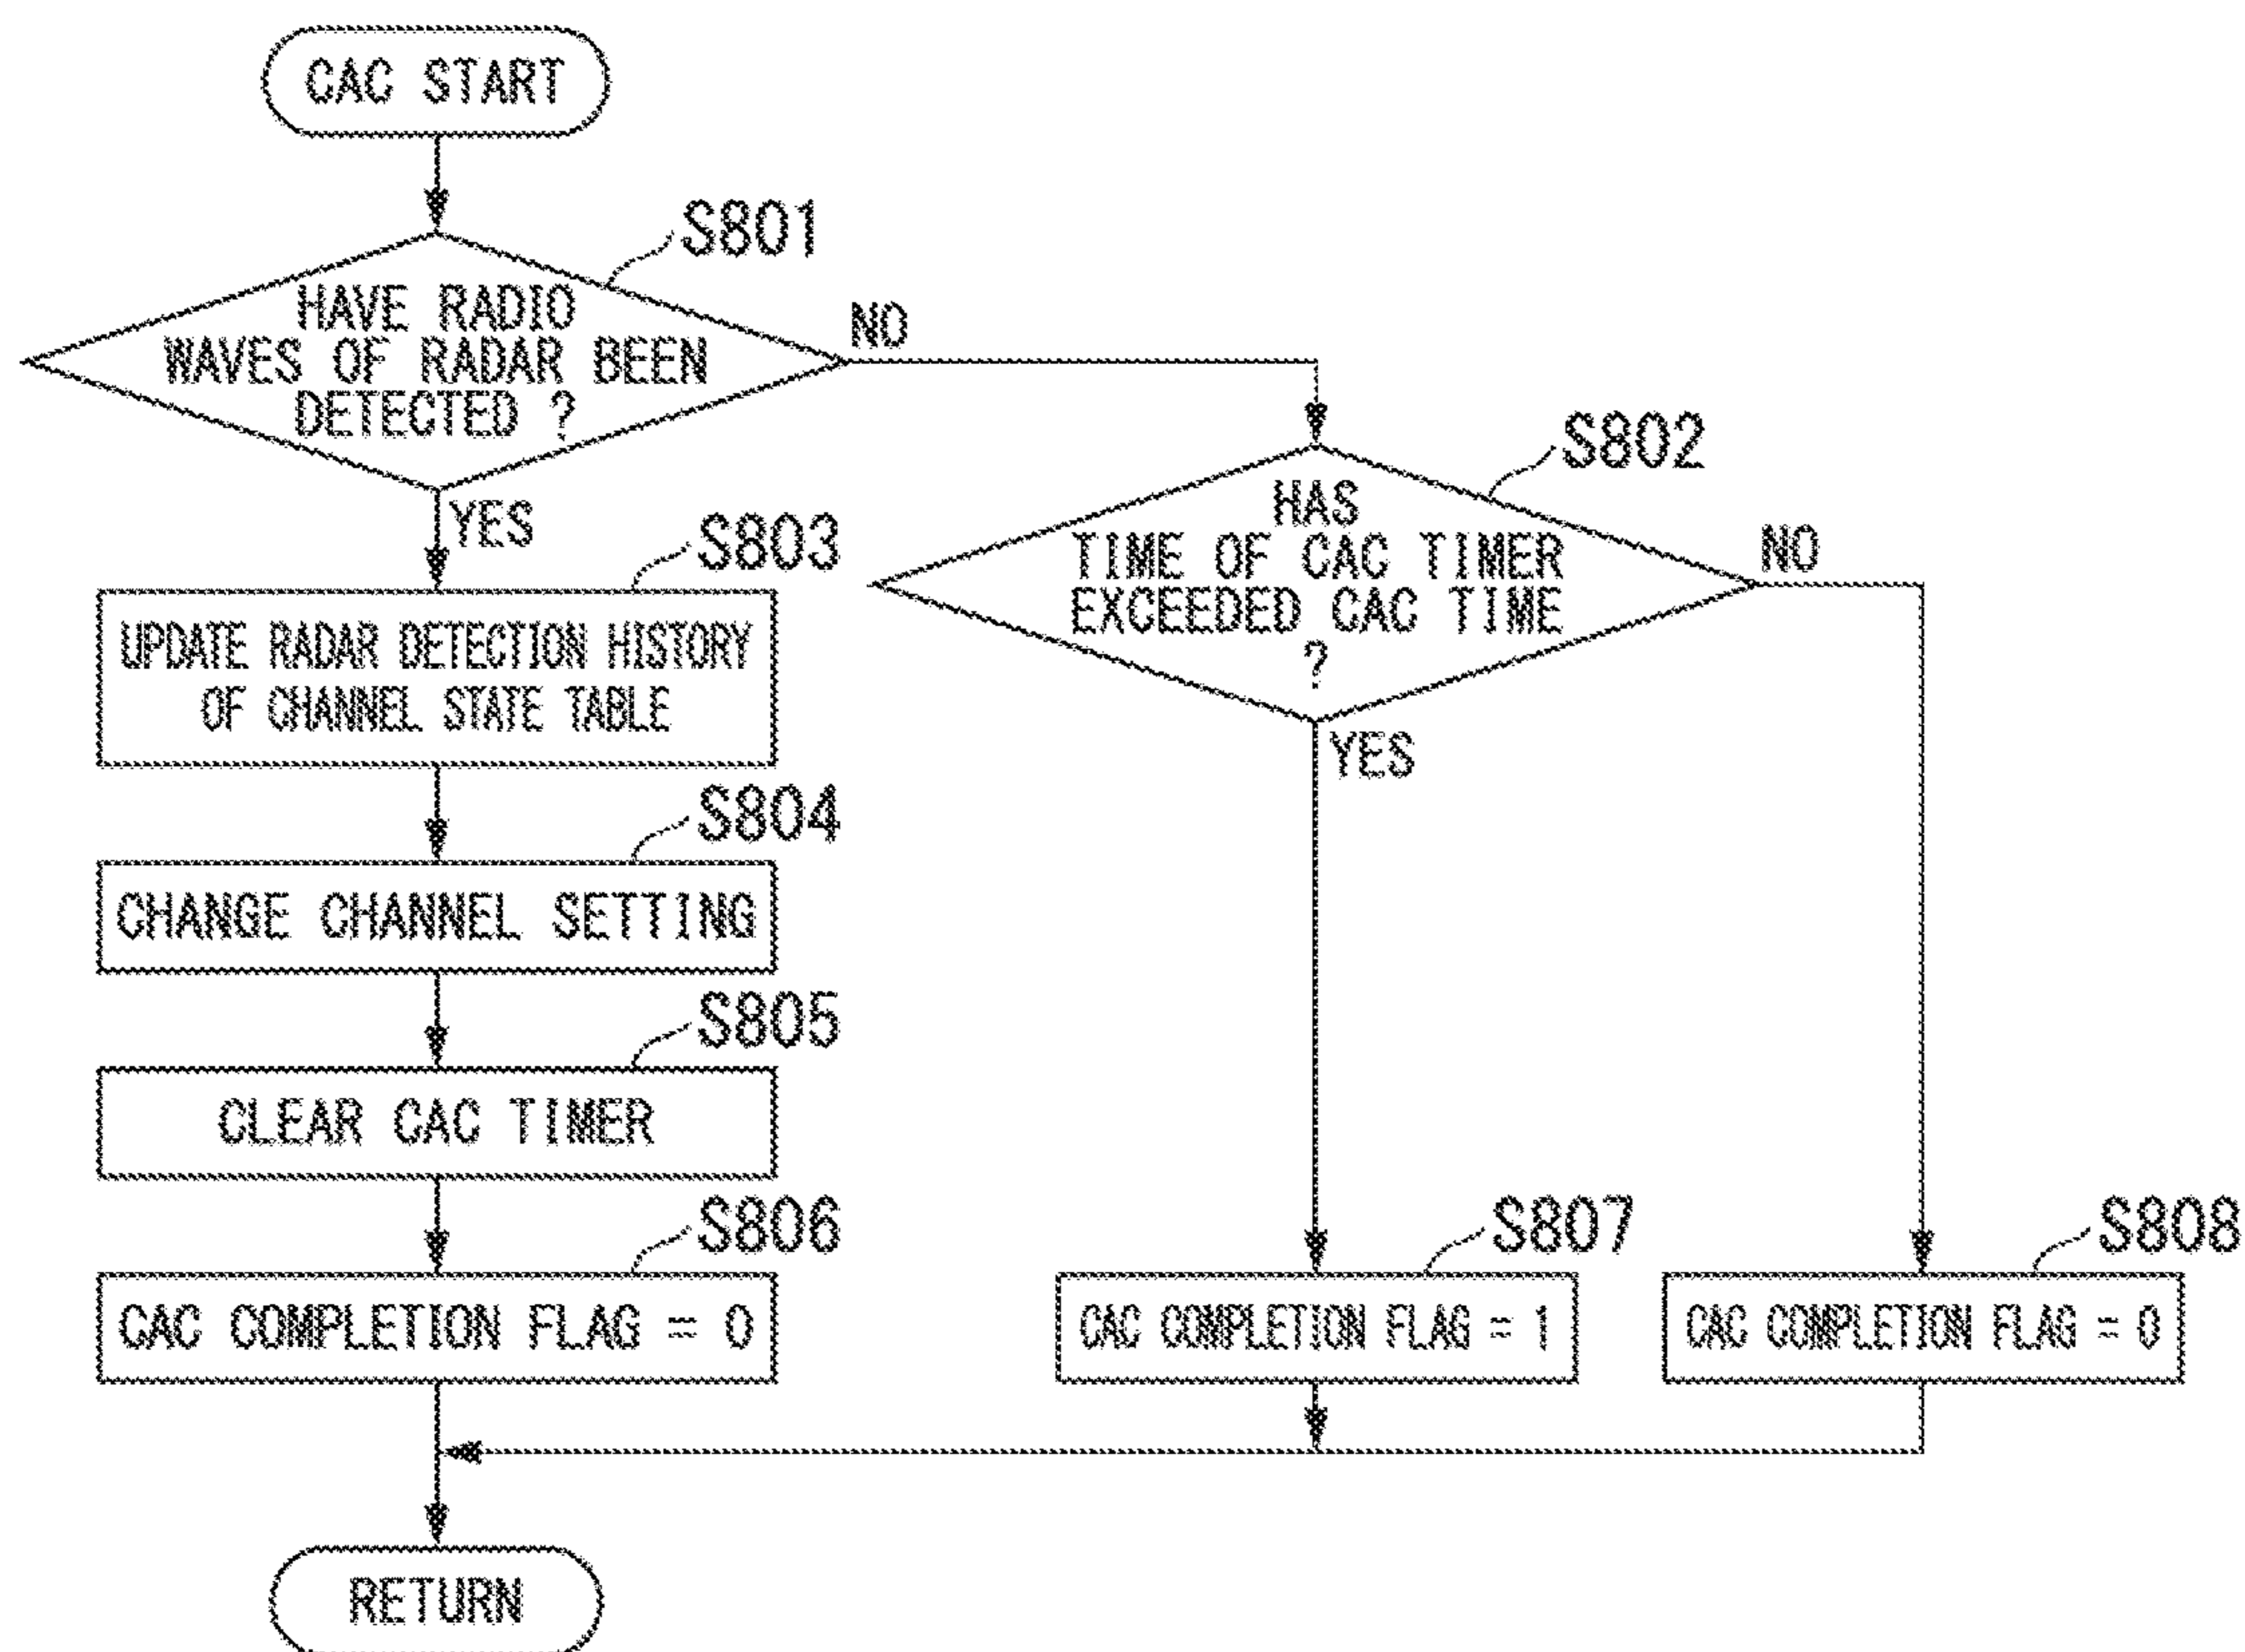 CAC START
S801
HAVE RADIO
WAVES OF RADAR BEEN
DETECTED ?
NO
YES
S802
HAS
TIME OF CAC TIMER
EXCEEDED CAC TIME
?
NO
YES
S803
UPDATE RADAR DETECTION HISTORY
OF CHANNEL STATE TABLE
S804
CHANGE CHANNEL SETTING
S805
CLEAR CAC TIMER
S806
CAC COMPLETION FLAG = 0
S807
CAC COMPLETION FLAG = 1
S808
CAC COMPLETION FLAG = 0
RETURN